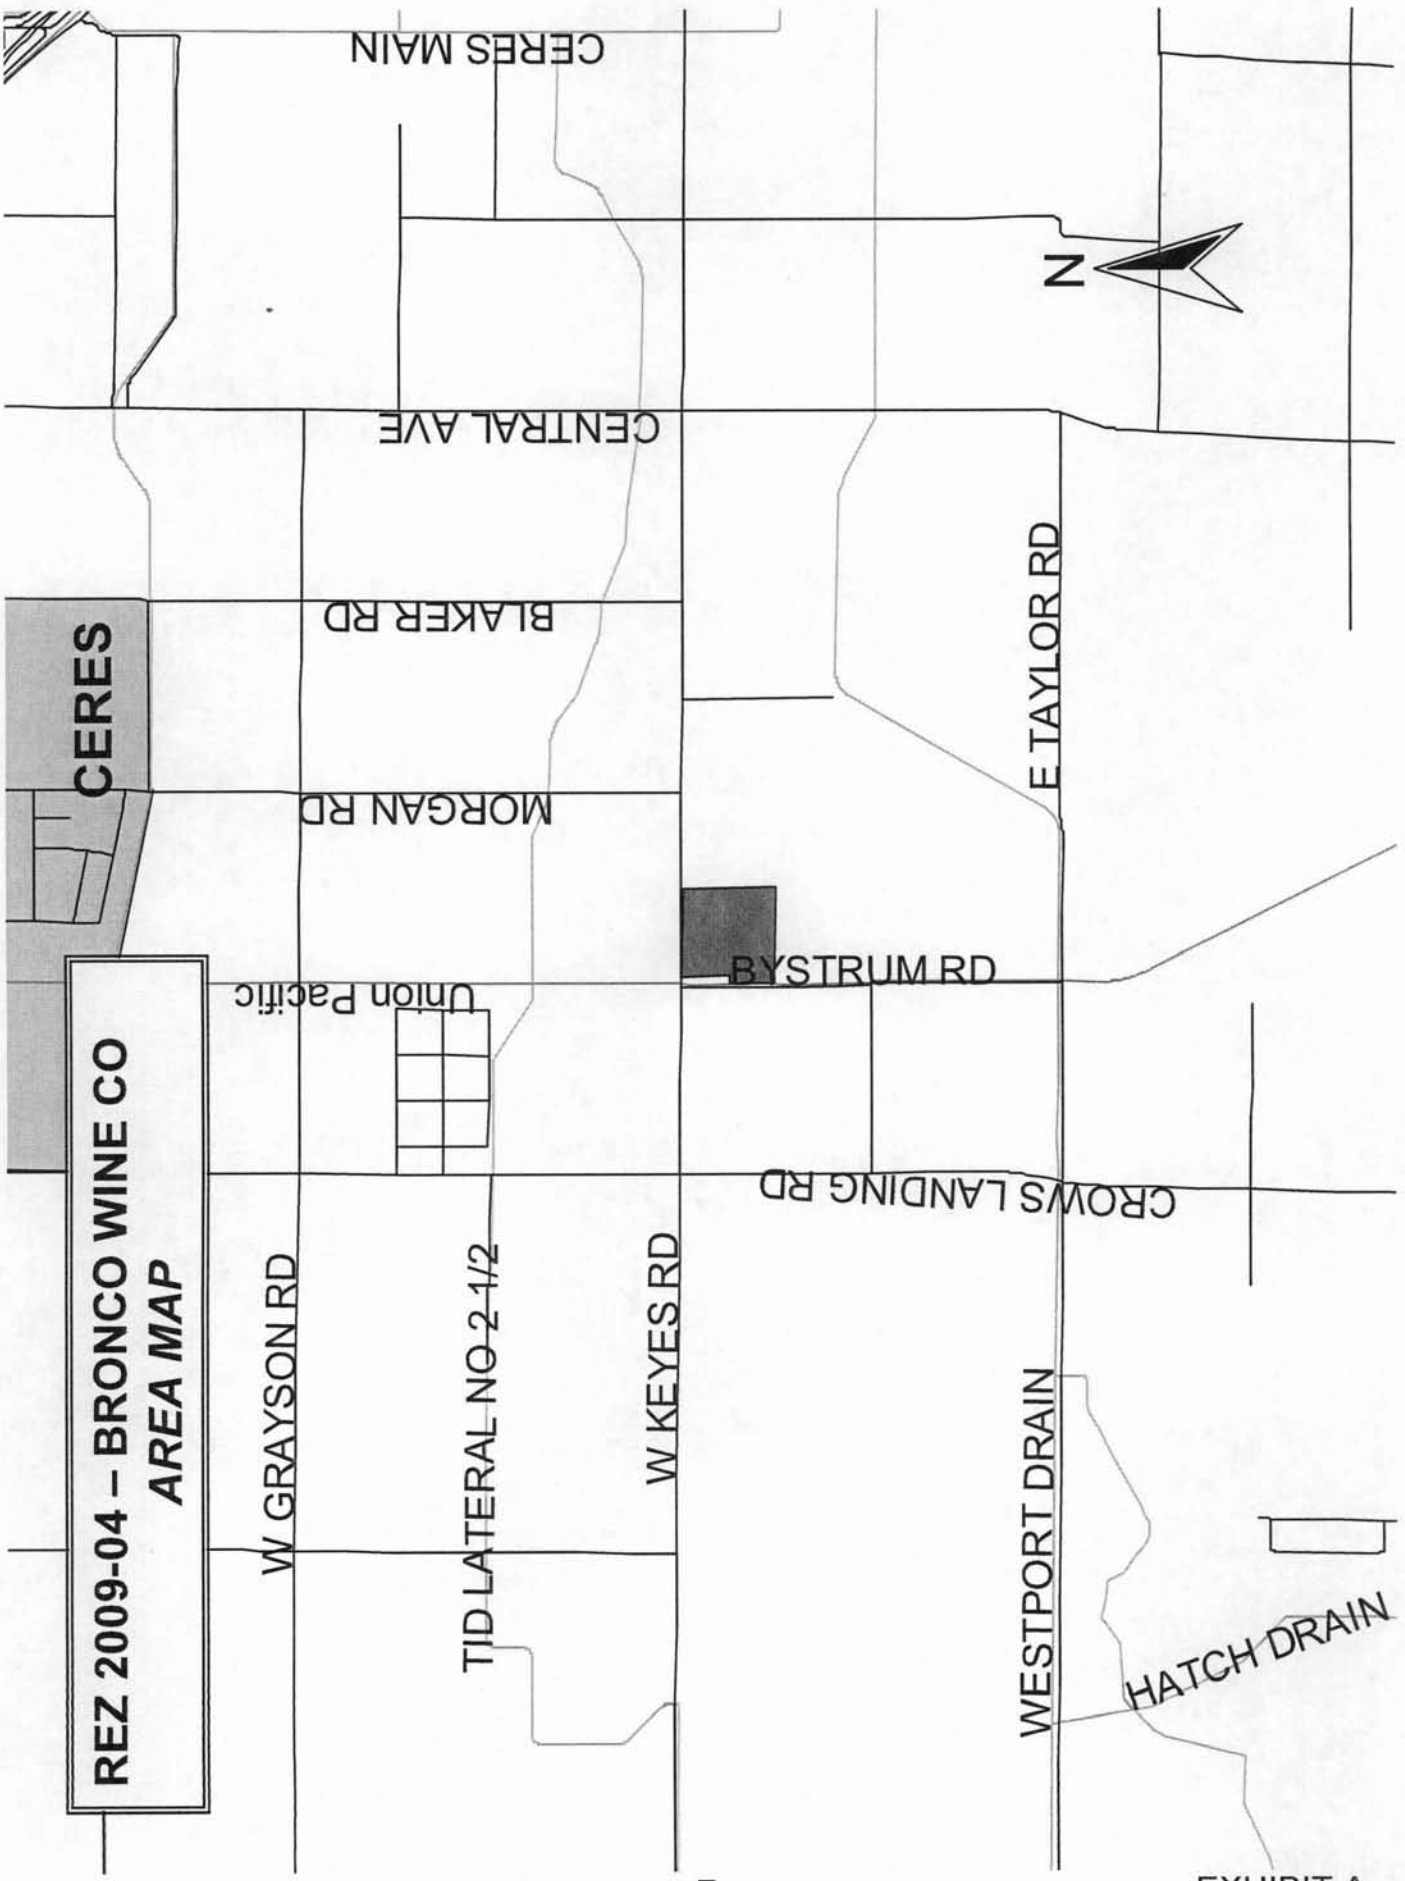 REZ 2009-04 – BRONCO WINE CO
AREA MAP
CERES
W GRAYSON RD
TID LATERAL NO 2 1/2
W KEYES RD
WESTPORT DRAIN
HATCH DRAIN
CROWS LANDING RD
Union Pacific
BYSTRUM RD
MORGAN RD
BLAKER RD
E TAYLOR RD
CENTRAL AVE
CERES MAIN
N
EXHIBIT A